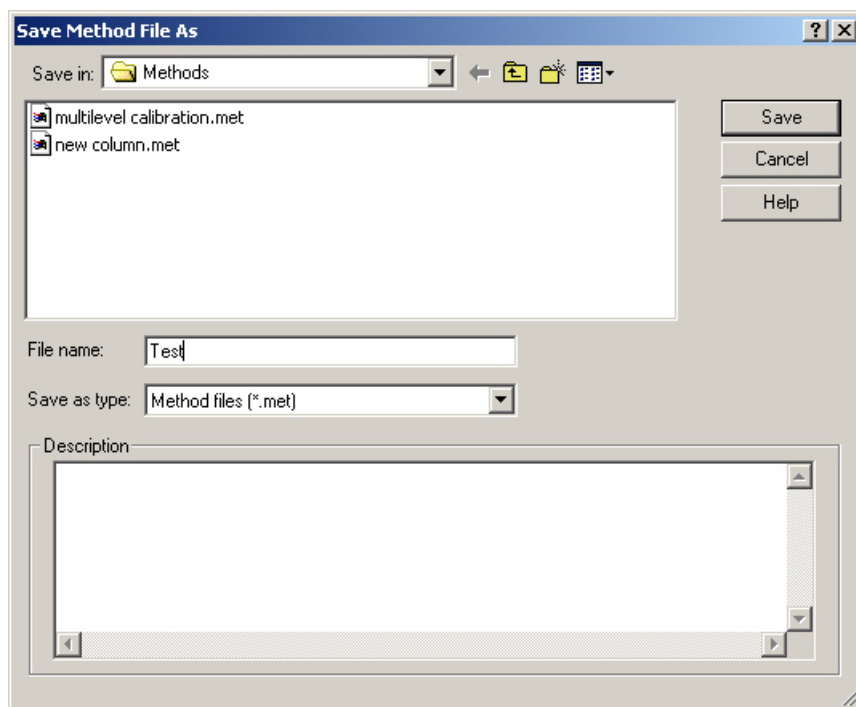 Save Method File As
Save in: Methods
multilevel calibration.met
new column.met
Save
Cancel
Help
File name: Test
Save as type: Method files (*.met)
Description